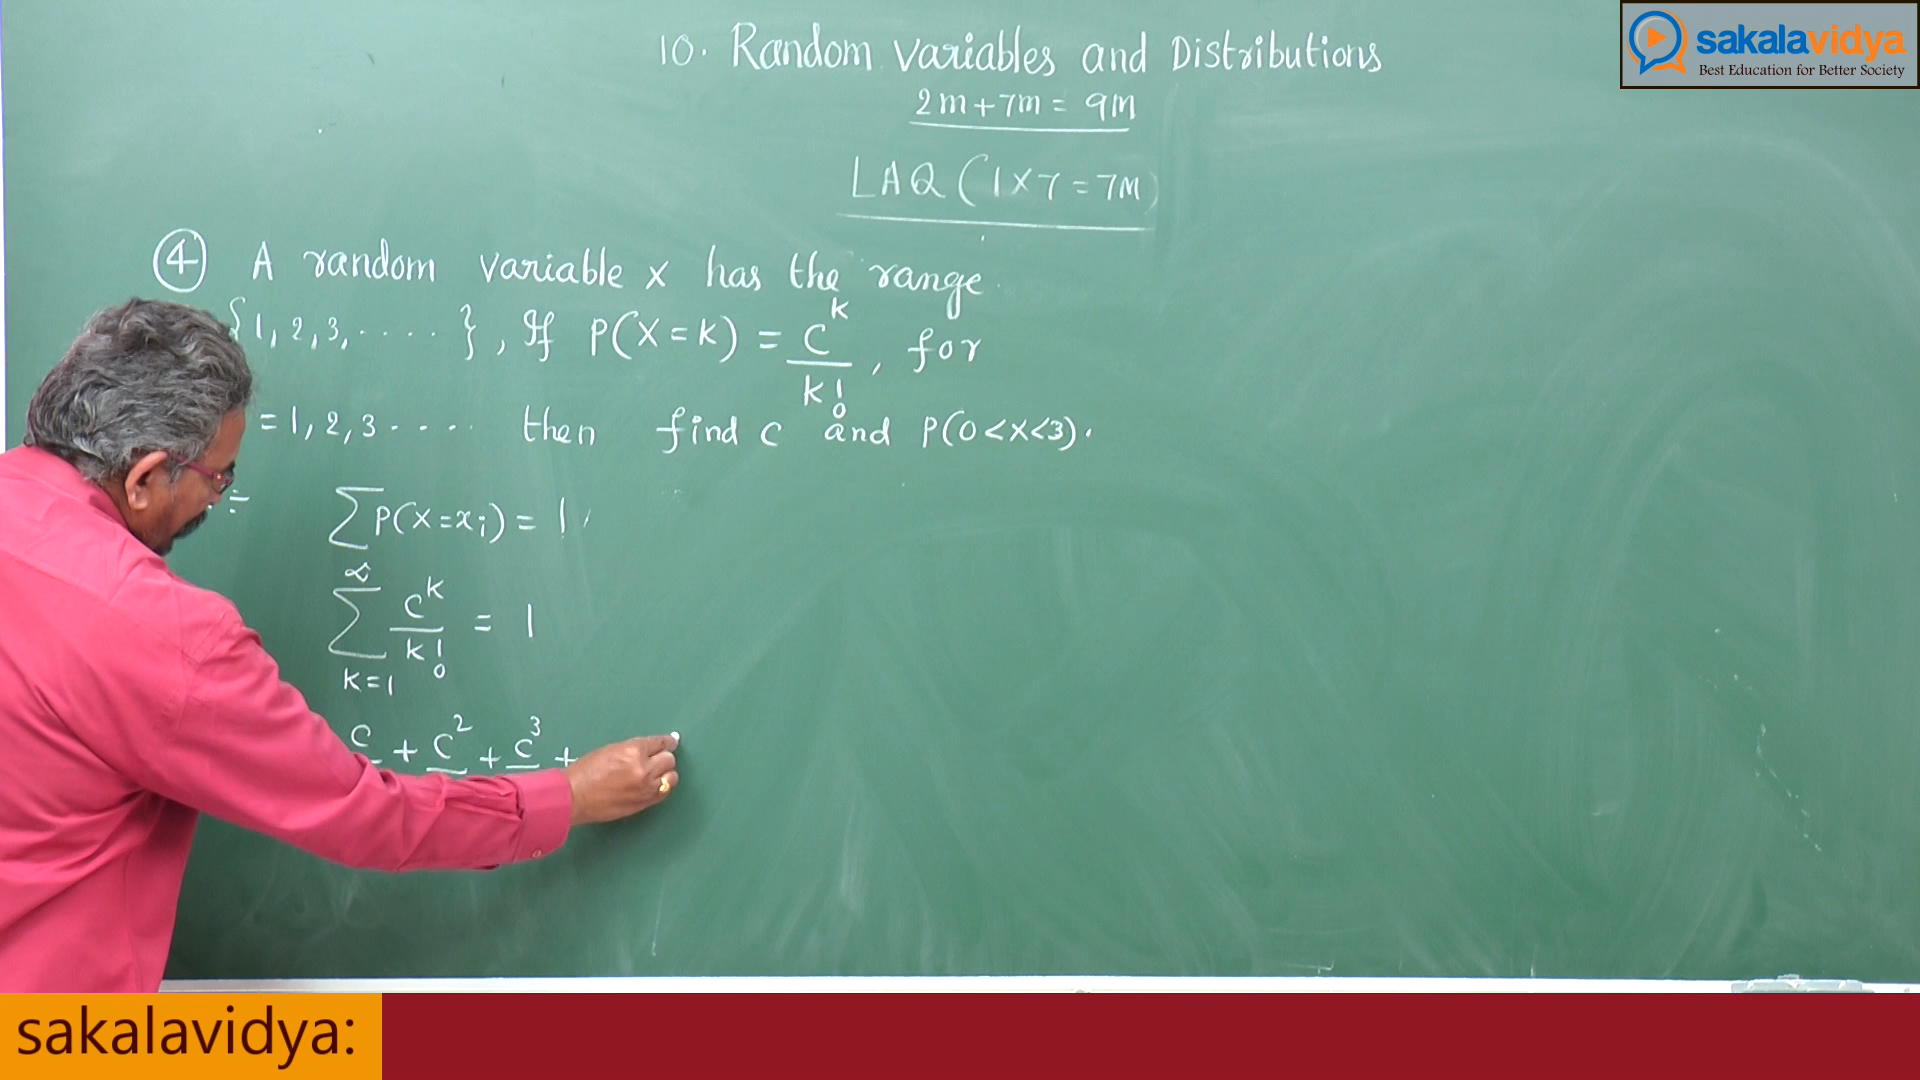 10. Random variables and Distributions
sakalavidya
Best Education for Better Society
2m+7m = 9M
LAQ (1×7=7M)
④ A random variable x has the range
{1, 2, 3, ....}, If P(X=K) = C^K/K!, for
=1, 2, 3 .... then find c and P(0<X<3).
∑P(X=xi) = 1,
∑_{K=1}^{∞} C^K/K! = 1
C + C^2 + C^3 +
sakalavidya: